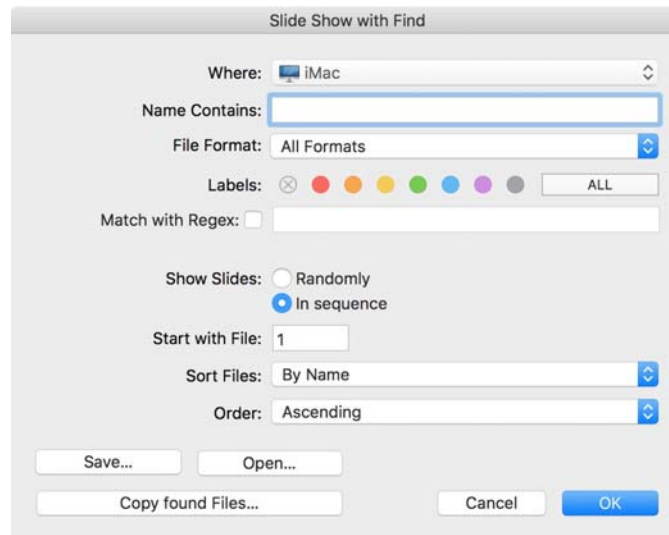 Slide Show with Find
Where: iMac
Name Contains:
File Format: All Formats
Labels: ALL
Match with Regex:
Show Slides: Randomly
In sequence
Start with File: 1
Sort Files: By Name
Order: Ascending
Save... Open...
Copy found Files... Cancel OK